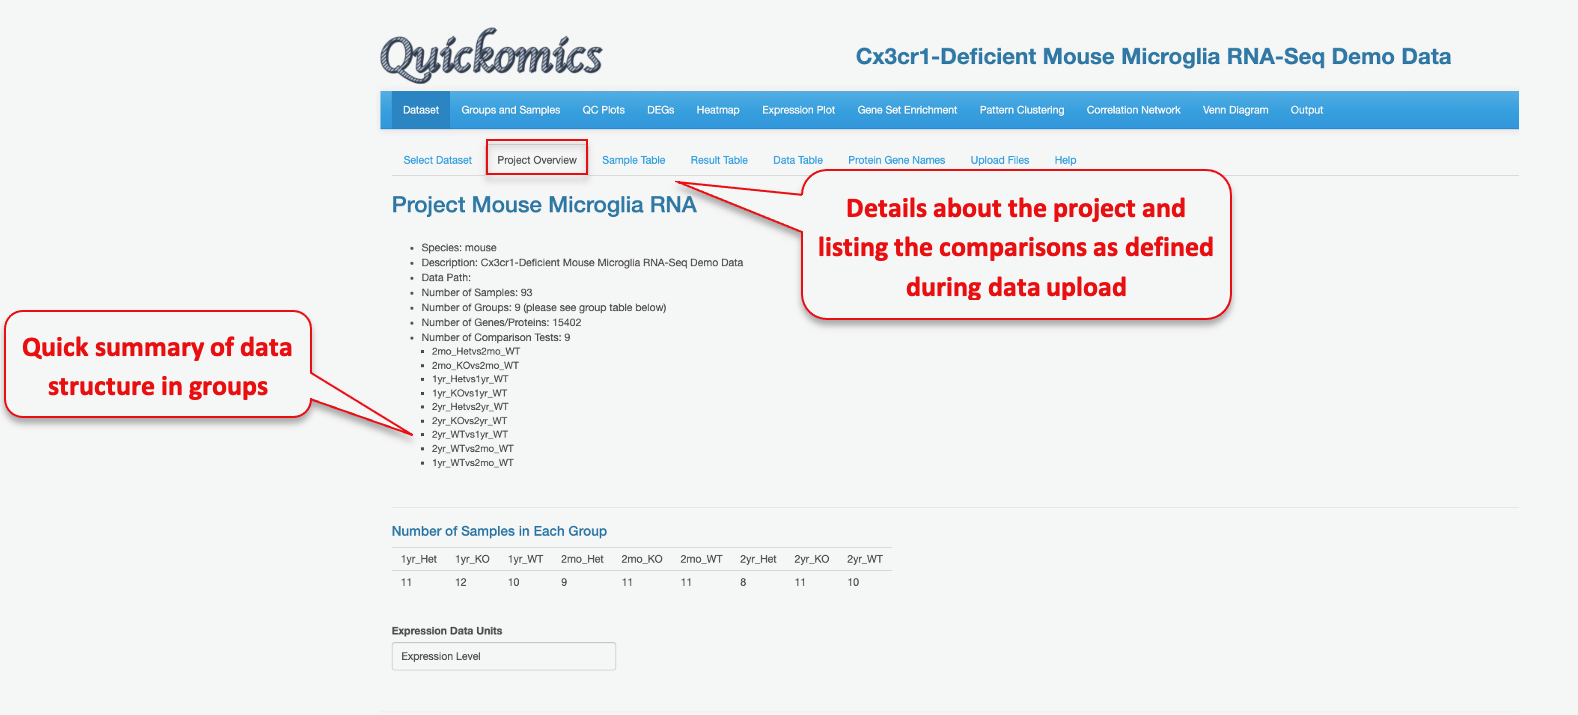 Quickomics
Cx3cr1-Deficient Mouse Microglia RNA-Seq Demo Data
Dataset Groups and Samples QC Plots DEGs Heatmap Expression Plot Gene Set Enrichment Pattern Clustering Correlation Network Venn Diagram Output
Select Dataset Project Overview Sample Table Result Table Data Table Protein Gene Names Upload Files Help
Project Mouse Microglia RNA
Details about the project and
listing the comparisons as defined
during data upload
• Species: mouse
• Description: Cx3cr1-Deficient Mouse Microglia RNA-Seq Demo Data
• Data Path:
• Number of Samples: 93
• Number of Groups: 9 (please see group table below)
• Number of Genes/Proteins: 15402
• Number of Comparison Tests: 9
▪ 2mo_Hetvs2mo_WT
▪ 2mo_KOvs2mo_WT
▪ 1yr_Hetvs1yr_WT
▪ 1yr_KOvs1yr_WT
▪ 2yr_Hetvs2yr_WT
▪ 2yr_KOvs2yr_WT
▪ 2yr_WTvs1yr_WT
▪ 2yr_WTvs2mo_WT
▪ 1yr_WTvs2mo_WT
Quick summary of data
structure in groups
Number of Samples in Each Group
1yr_Het 1yr_KO 1yr_WT 2mo_Het 2mo_KO 2mo_WT 2yr_Het 2yr_KO 2yr_WT
11 12 10 9 11 11 8 11 10
Expression Data Units
Expression Level